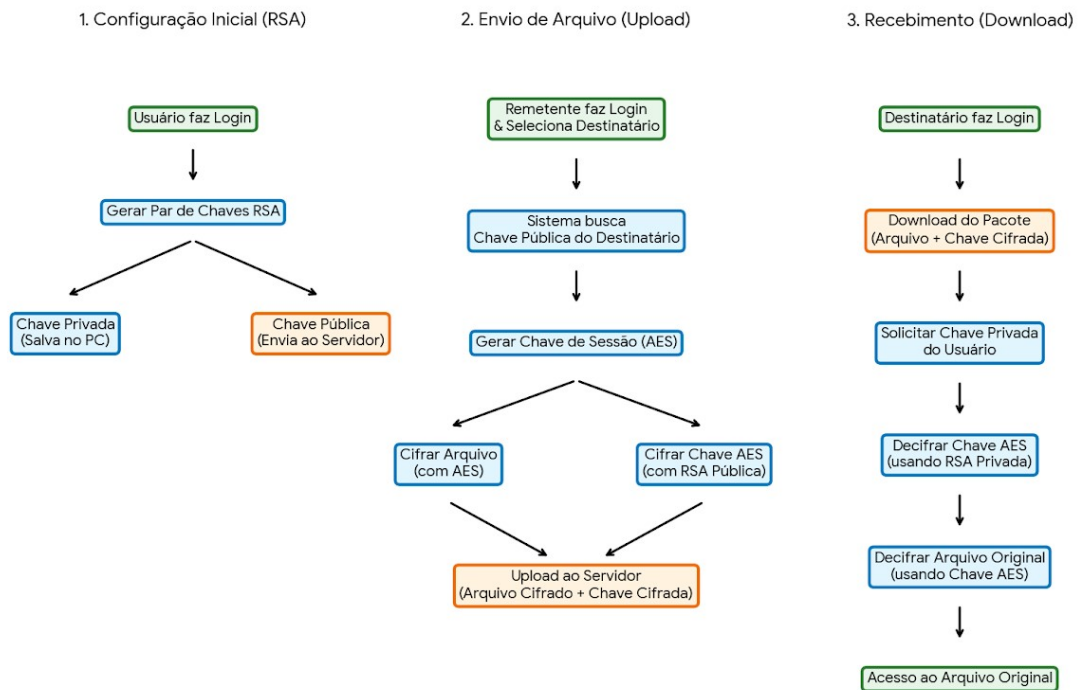 1. Configuração Inicial (RSA)
Usuário faz Login
Gerar Par de Chaves RSA
Chave Privada
(Salva no PC)
Chave Pública
(Envia ao Servidor)
2. Envio de Arquivo (Upload)
Remetente faz Login
& Seleciona Destinatário
Sistema busca
Chave Pública do Destinatário
Gerar Chave de Sessão (AES)
Cifrar Arquivo
(com AES)
Cifrar Chave AES
(com RSA Pública)
Upload ao Servidor
(Arquivo Cifrado + Chave Cifrada)
3. Recebimento (Download)
Destinatário faz Login
Download do Pacote
(Arquivo + Chave Cifrada)
Solicitar Chave Privada
do Usuário
Decifrar Chave AES
(usando RSA Privada)
Decifrar Arquivo Original
(usando Chave AES)
Acesso ao Arquivo Original